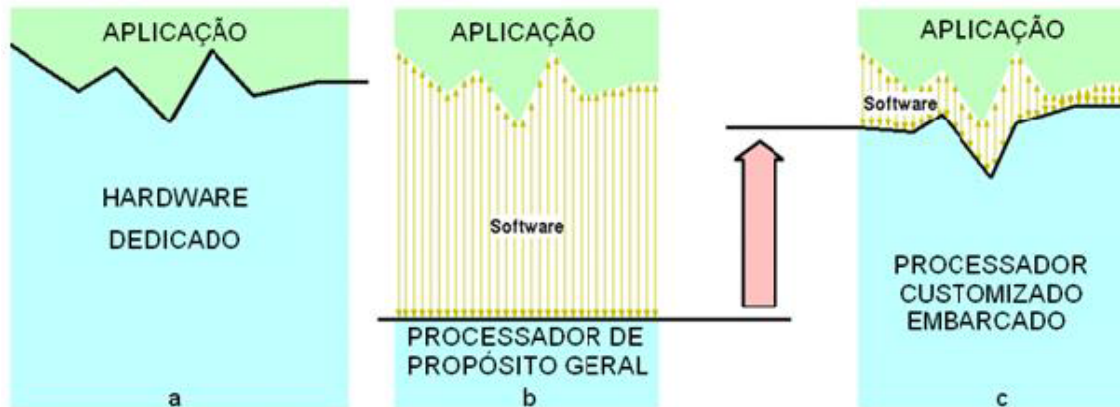 APLICAÇÃO
HARDWARE
DEDICADO
a
APLICAÇÃO
Software
PROCESSADOR DE
PROPÓSITO GERAL
b
APLICAÇÃO
Software
PROCESSADOR
CUSTOMIZADO
EMBARCADO
c